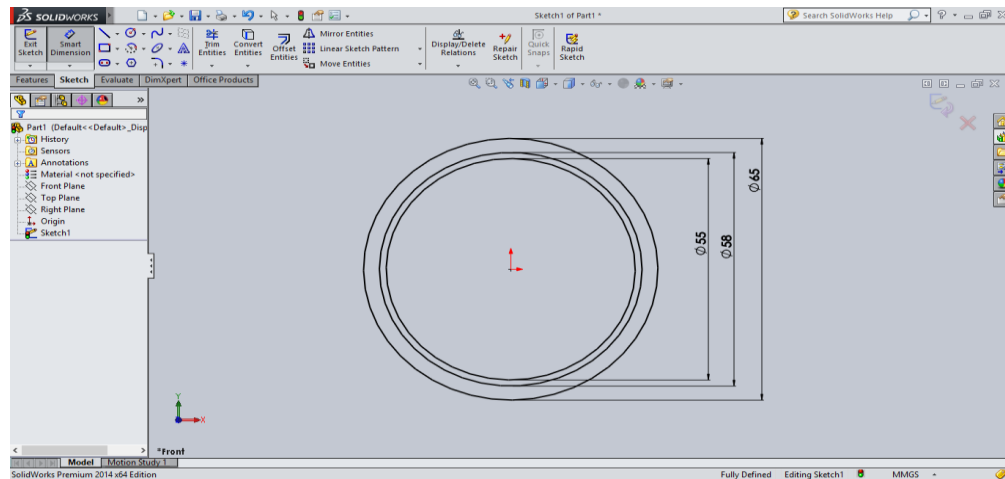 SOLIDWORKS
Sketch1 of Part1 *
Search SolidWorks Help
Exit Sketch
Smart Dimension
Trim Entities
Convert Entities
Offset Entities
Mirror Entities
Linear Sketch Pattern
Move Entities
Display/Delete Relations
Repair Sketch
Quick Snaps
Rapid Sketch
Features Sketch Evaluate DimXpert Office Products
Part1 (Default<<Default>_Disp
History
Sensors
Annotations
Material <not specified>
Front Plane
Top Plane
Right Plane
Origin
Sketch1
∅55
∅58
∅65
Y
X
*Front
Model Motion Study 1
SolidWorks Premium 2014 x64 Edition
Fully Defined Editing Sketch1 MMGS